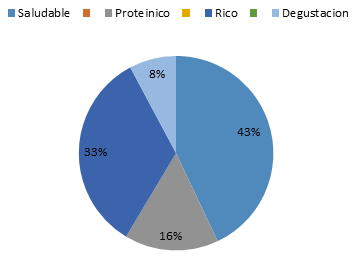 Saludable Proteinico Rico Degustacion
8%
43%
33%
16%